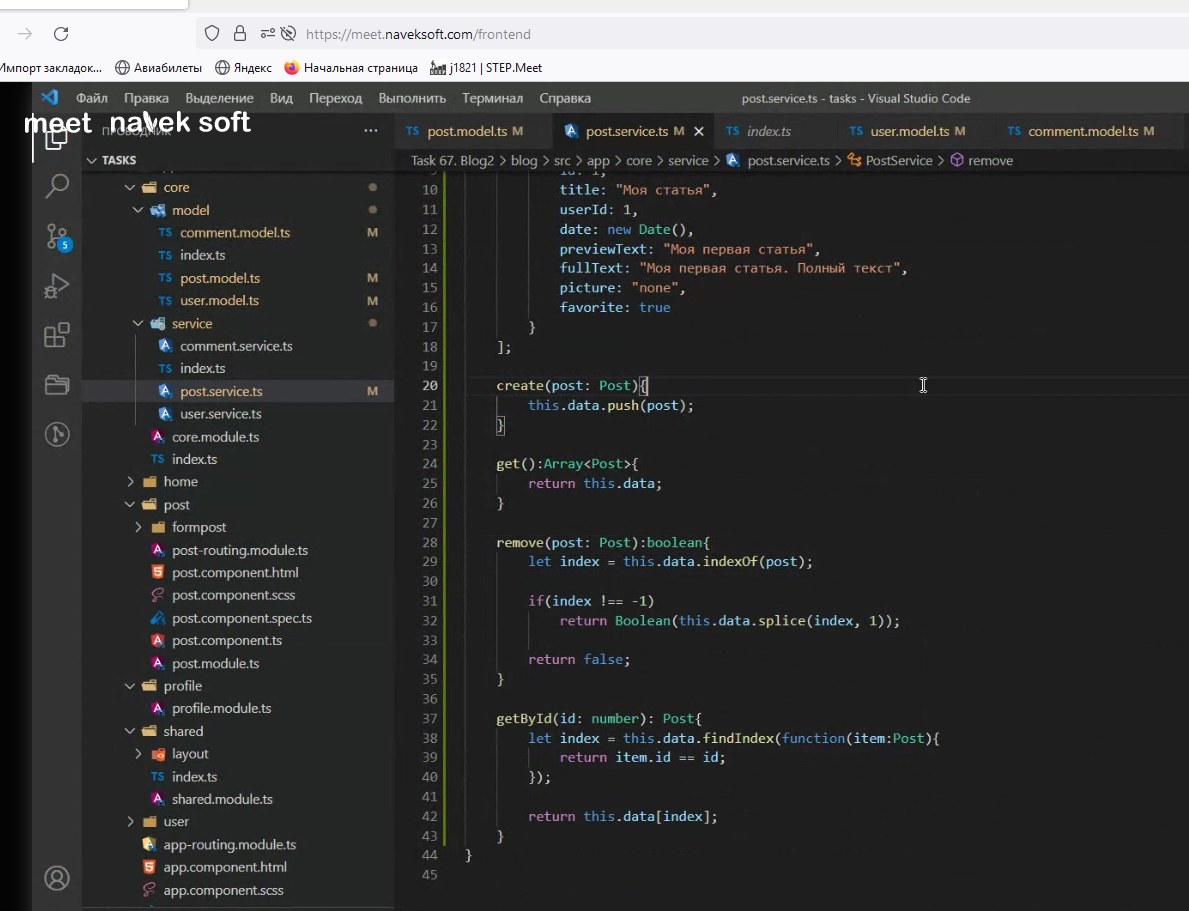 https://meet.naveksoft.com/frontend
Импорт закладок... Авиабилеты Яндекс Начальная страница j1821 | STEP.Meet
Файл Правка Выделение Вид Переход Выполнить Терминал Справка post.service.ts - tasks - Visual Studio Code
meet navek soft
ПРОВОДНИК ...
TS post.model.ts M post.service.ts M TS index.ts TS user.model.ts M TS comment.model.ts M
TASKS
Task 67. Blog2 > blog > src > app > core > service > post.service.ts > PostService > remove
core
model
TS comment.model.ts M
TS index.ts
TS post.model.ts M
TS user.model.ts M
service
comment.service.ts
TS index.ts
post.service.ts M
user.service.ts
core.module.ts
TS index.ts
home
post
formpost
post-routing.module.ts
post.component.html
post.component.scss
post.component.spec.ts
post.component.ts
post.module.ts
profile
profile.module.ts
shared
layout
TS index.ts
shared.module.ts
user
app-routing.module.ts
app.component.html
app.component.scss
5
9 id: 1,
10 title: "Моя статья",
11 userId: 1,
12 date: new Date(),
13 previewText: "Моя первая статья",
14 fullText: "Моя первая статья. Полный текст",
15 picture: "none",
16 favorite: true
17 }
18 ];
19
20 create(post: Post){
21 this.data.push(post);
22 }
23
24 get():Array<Post>{
25 return this.data;
26 }
27
28 remove(post: Post):boolean{
29 let index = this.data.indexOf(post);
30
31 if(index !== -1)
32 return Boolean(this.data.splice(index, 1));
33
34 return false;
35 }
36
37 getById(id: number): Post{
38 let index = this.data.findIndex(function(item:Post){
39 return item.id == id;
40 });
41
42 return this.data[index];
43 }
44 }
45